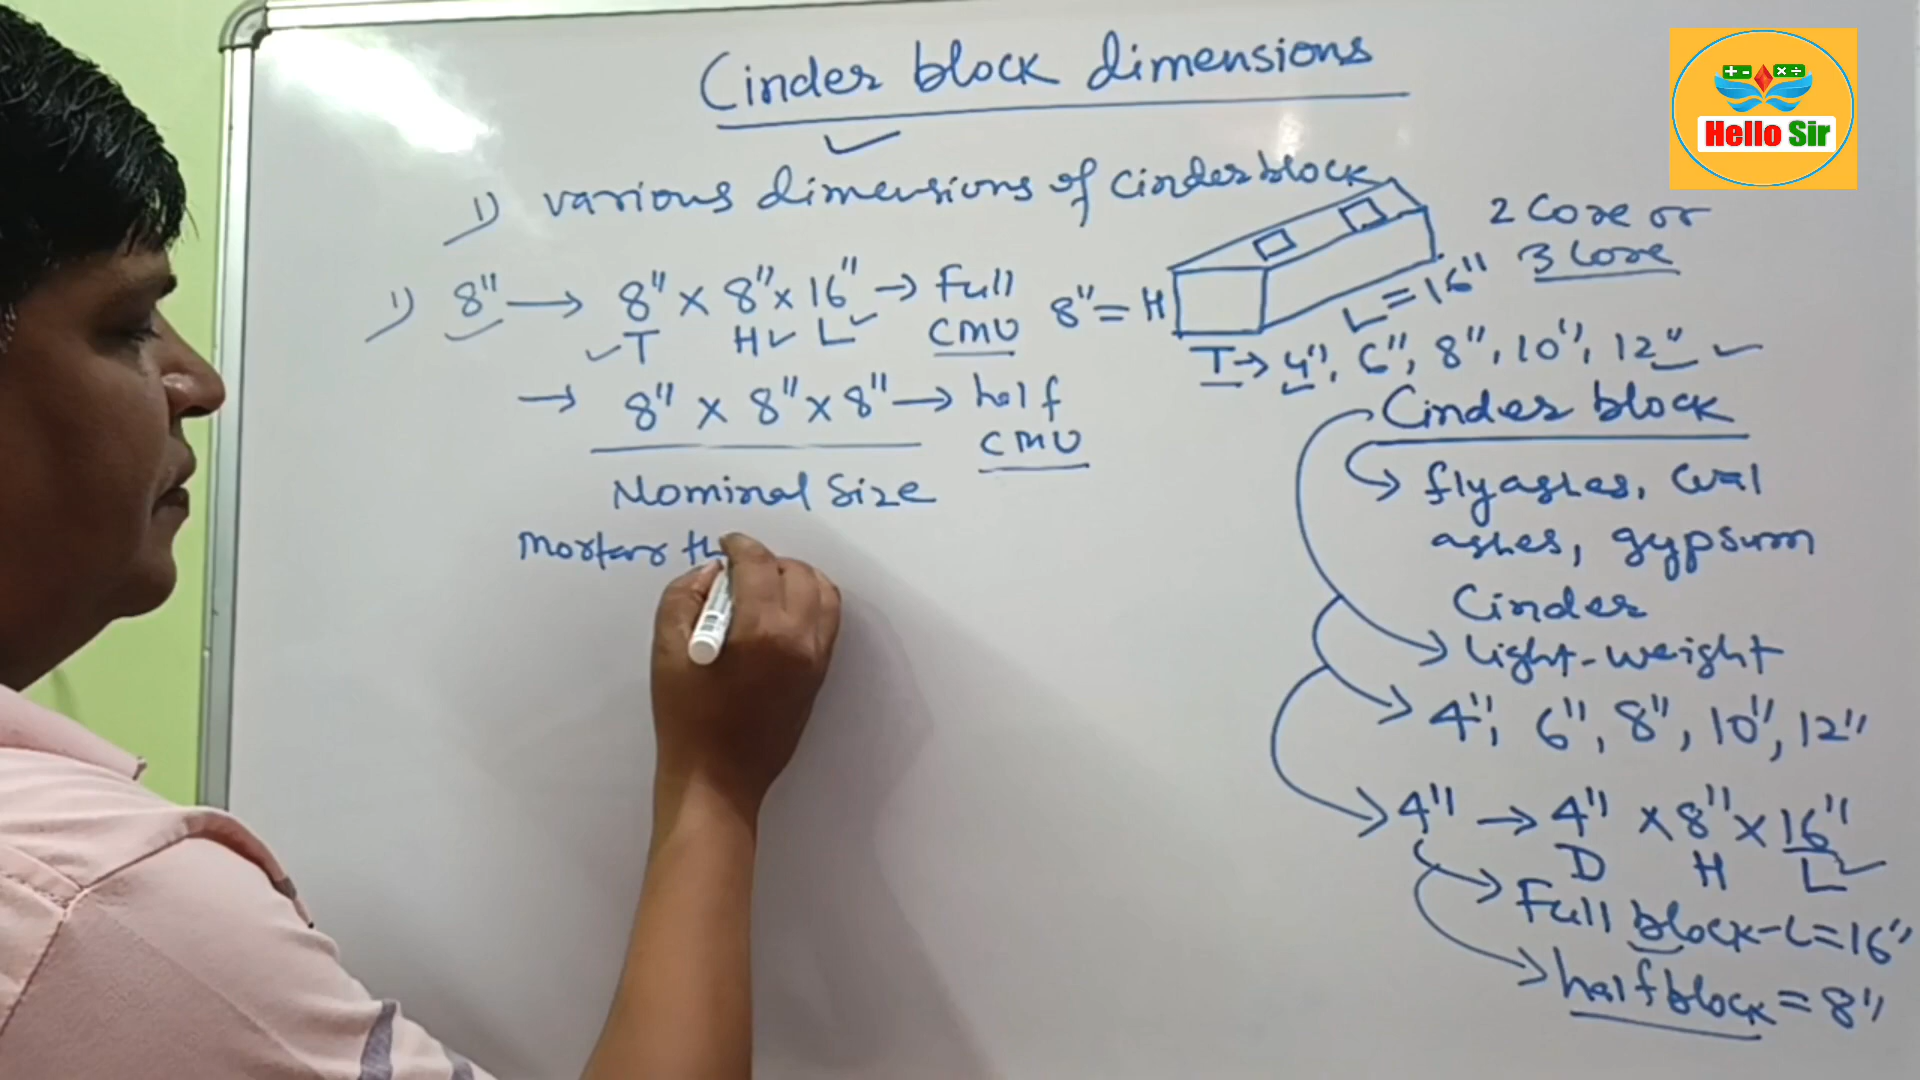 Cinder block dimensions
1) various dimensions of cinder block
1) 8" → 8" x 8" x 16" → Full
T H L CMU
→ 8" x 8" x 8" → half
CMU
Nominal Size
Mortar th
2 Core or
3 Core
8" = H
L = 16"
T → 4", 6", 8", 10", 12"
Cinder block
flyashes, coal
ashes, gypsum
Cinder
light-weight
4", 6", 8", 10", 12"
4" → 4" x 8" x 16"
D H L
Full block - L = 16"
half block = 8"
+ - × ÷
Hello Sir